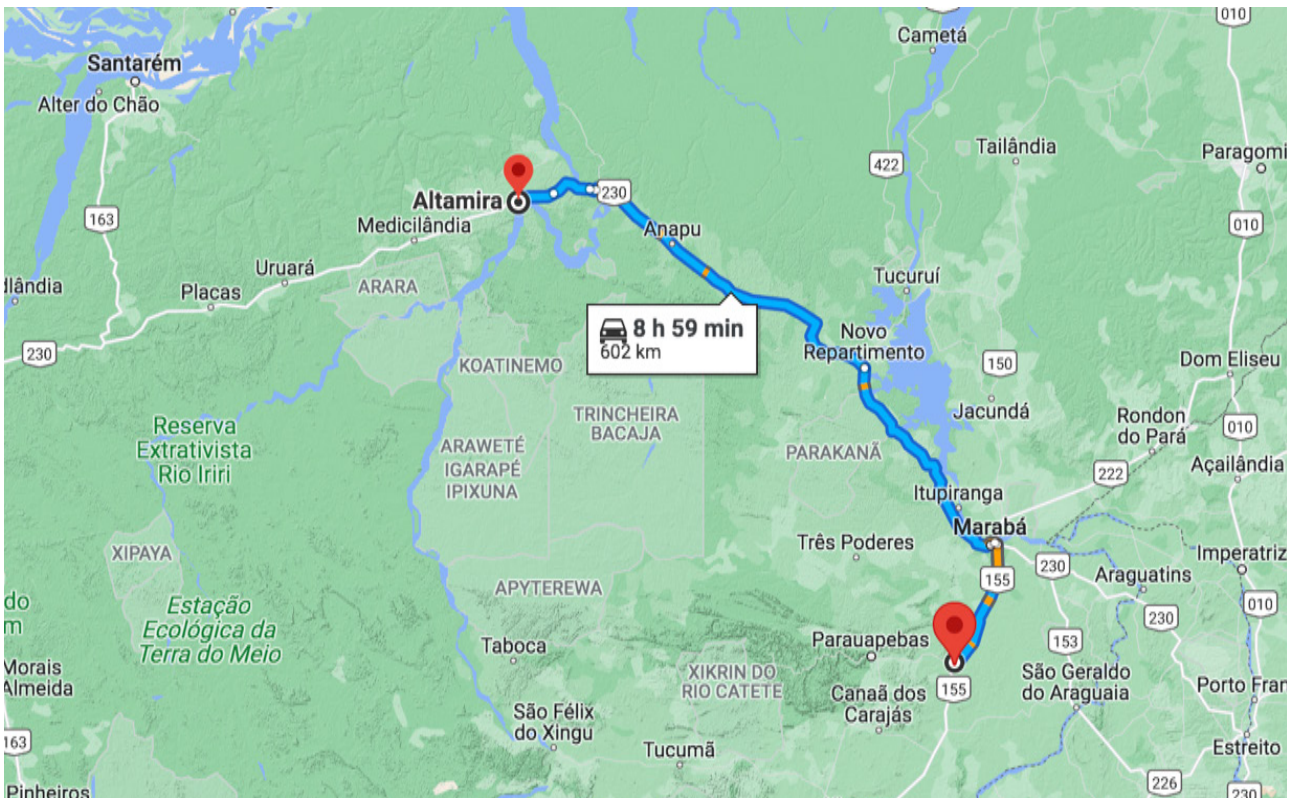 010
Cametá
Santarém
Alter do Chão
Tailândia
422
Paragomi
Altamira
230
163
Medicilândia
Anapu
010
Uruará
Tucuruí
dlândia
Placas
ARARA
8 h 59 min
602 km
Novo
Repartimento
230
KOATINEMO
150
Dom Eliseu
TRINCHEIRA
BACAJA
Jacundá
Rondon
do Pará
010
Reserva
Extrativista
Rio Iriri
ARAWETÉ
IGARAPÉ
IPIXUNA
PARAKANÃ
Açailândia
222
Itupiranga
Marabá
XIPAYA
Três Poderes
Imperatriz
230
Araguatins
155
APYTEREWA
do
m
Estação
Ecológica da
Terra do Meio
010
230
Taboca
Parauapebas
153
Morais
Almeida
XIKRIN DO
RIO CATETE
São Geraldo
do Araguaia
155
Canaã dos
Carajás
Porto Fran
São Félix
do Xingu
163
Tucumã
Estreito
226
Pinheiros
230